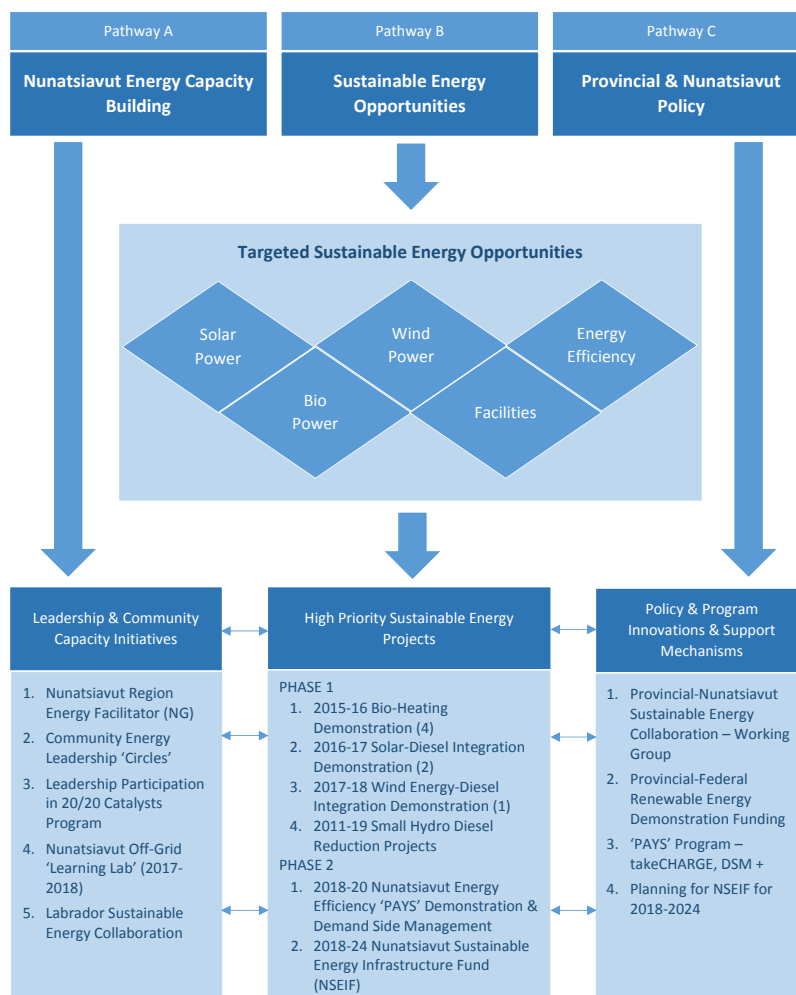 Pathway A
Nunatsiavut Energy Capacity
Building
Pathway B
Sustainable Energy
Opportunities
Pathway C
Provincial & Nunatsiavut
Policy
Targeted Sustainable Energy Opportunities
Solar
Power
Wind
Power
Energy
Efficiency
Bio
Power
Facilities
Leadership & Community
Capacity Initiatives
1. Nunatsiavut Region
Energy Facilitator (NG)
2. Community Energy
Leadership ‘Circles’
3. Leadership Participation
in 20/20 Catalysts
Program
4. Nunatsiavut Off-Grid
‘Learning Lab’ (2017-
2018)
5. Labrador Sustainable
Energy Collaboration
High Priority Sustainable Energy
Projects
PHASE 1
1. 2015-16 Bio-Heating
Demonstration (4)
2. 2016-17 Solar-Diesel Integration
Demonstration (2)
3. 2017-18 Wind Energy-Diesel
Integration Demonstration (1)
4. 2011-19 Small Hydro Diesel
Reduction Projects
PHASE 2
1. 2018-20 Nunatsiavut Energy
Efficiency ‘PAYS’ Demonstration &
Demand Side Management
2. 2018-24 Nunatsiavut Sustainable
Energy Infrastructure Fund
(NSEIF)
Policy & Program
Innovations & Support
Mechanisms
1. Provincial-Nunatsiavut
Sustainable Energy
Collaboration – Working
Group
2. Provincial-Federal
Renewable Energy
Demonstration Funding
3. ‘PAYS’ Program –
takeCHARGE, DSM +
4. Planning for NSEIF for
2018-2024